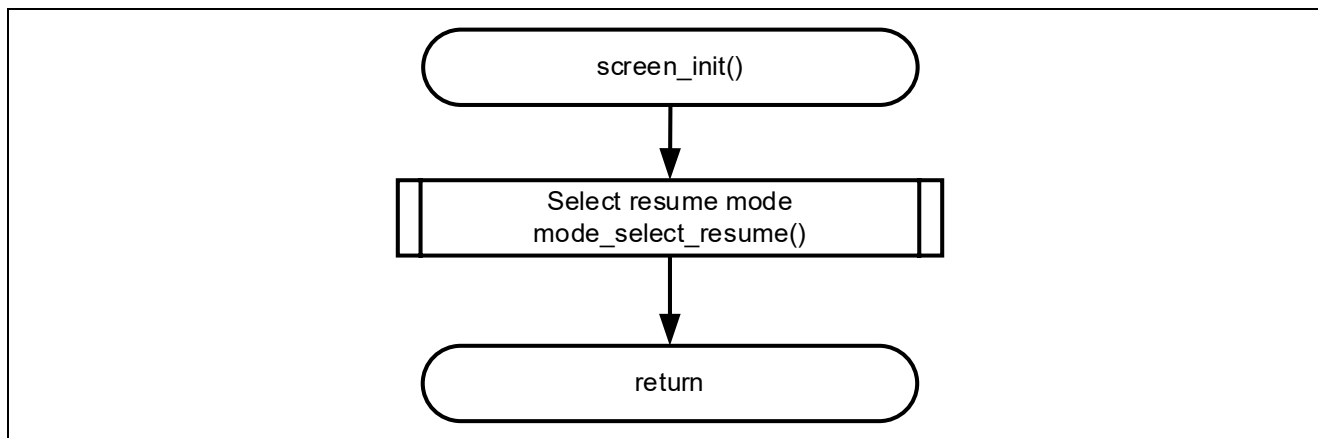 screen_init()
Select resume mode
mode_select_resume()
return